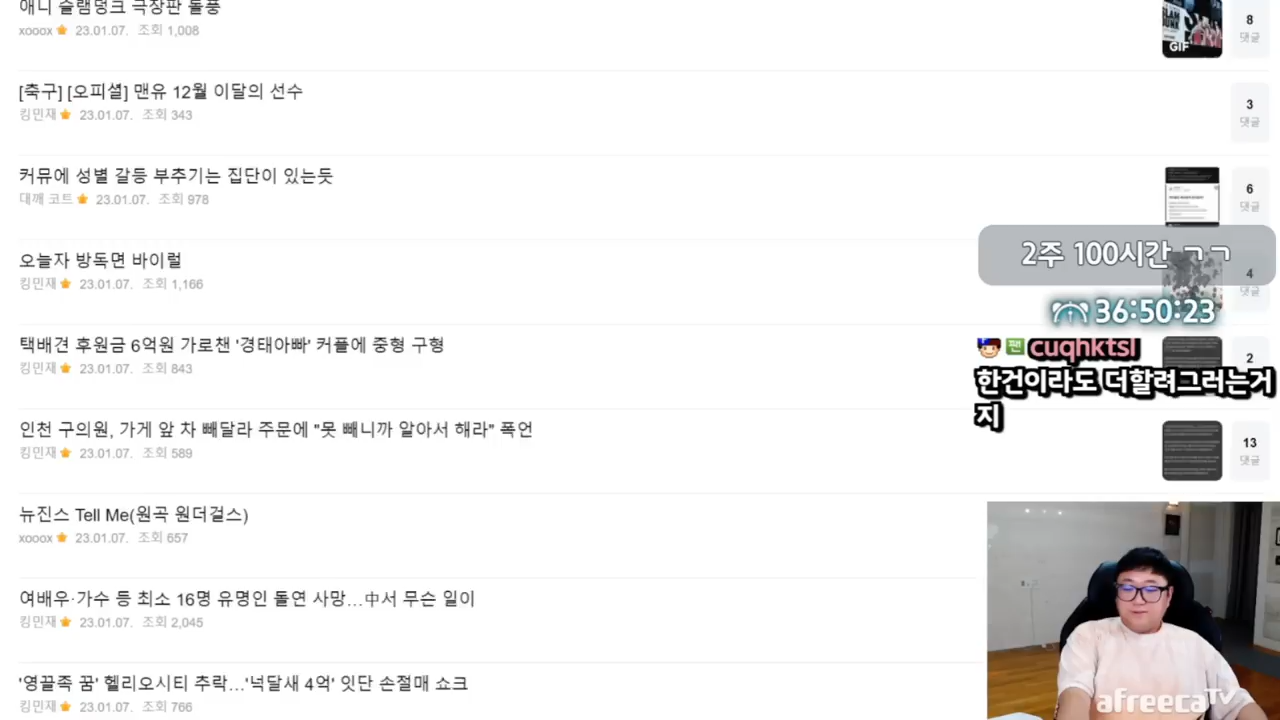 애니 슬램덩크 극장판 돌풍
xooox 23.01.07. 조회 1,008
GIF
8
댓글
[축구] [오피셜] 맨유 12월 이달의 선수
킹민재 23.01.07. 조회 343
3
댓글
커뮤에 성별 갈등 부추기는 집단이 있는듯
대깨 코트 23.01.07. 조회 978
6
댓글
오늘자 방독면 바이럴
킹민재 23.01.07. 조회 1,166
4
댓글
2주 100시간 ㄱㄱ
36:50:23
택배견 후원금 6억원 가로챈 '경태아빠' 커플에 중형 구형
킹민재 23.01.07. 조회 843
2
댓글
팬 cuqhktsl
한건이라도 더할려그러는거
지
인천 구의원, 가게 앞 차 빼달라 주문에 "못 빼니까 알아서 해라" 폭언
킹민재 23.01.07. 조회 589
13
댓글
뉴진스 Tell Me(원곡 원더걸스)
xooox 23.01.07. 조회 657
여배우·가수 등 최소 16명 유명인 돌연 사망…中서 무슨 일이
킹민재 23.01.07. 조회 2,045
'영끌족 꿈' 헬리오시티 추락…'넉달새 4억' 잇단 손절매 쇼크
킹민재 23.01.07. 조회 766
afreecaTV